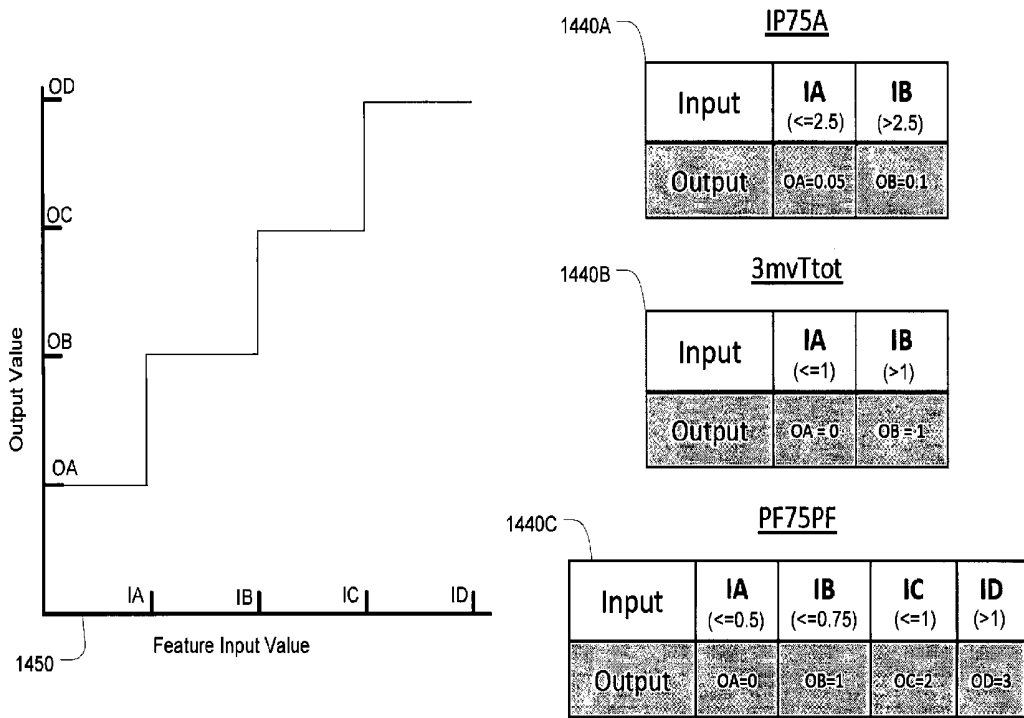 OD
OC
OB
OA
Output Value
IA
IB
IC
ID
Feature Input Value
1450
1440A
IP75A
Input IA IB
(<=2.5) (>2.5)
Output OA=0.05 OB=0.1
1440B
3mvTtot
Input IA IB
(<=1) (>1)
Output OA = 0 OB = 1
1440C
PF75PF
Input IA IB IC ID
(<=0.5) (<=0.75) (<=1) (>1)
Output OA=0 OB=1 OC=2 OD=3